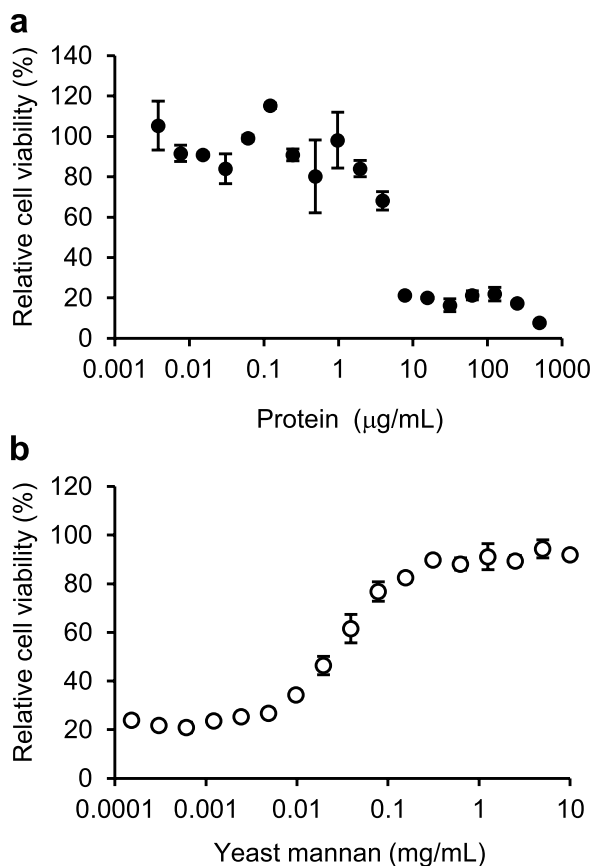 a
Relative cell viability (%)
140
120
100
80
60
40
20
0
0.001 0.01 0.1 1 10 100 1000
Protein (μg/mL)
b
Relative cell viability (%)
120
100
80
60
40
20
0
0.0001 0.001 0.01 0.1 1 10
Yeast mannan (mg/mL)